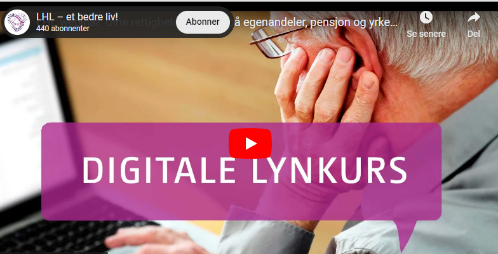 LHL – et bedre liv!
440 abonnenter
Abonner
å egenandeler, pensjon og yrke...
Se senere
Del
DIGITALE LYNKURS